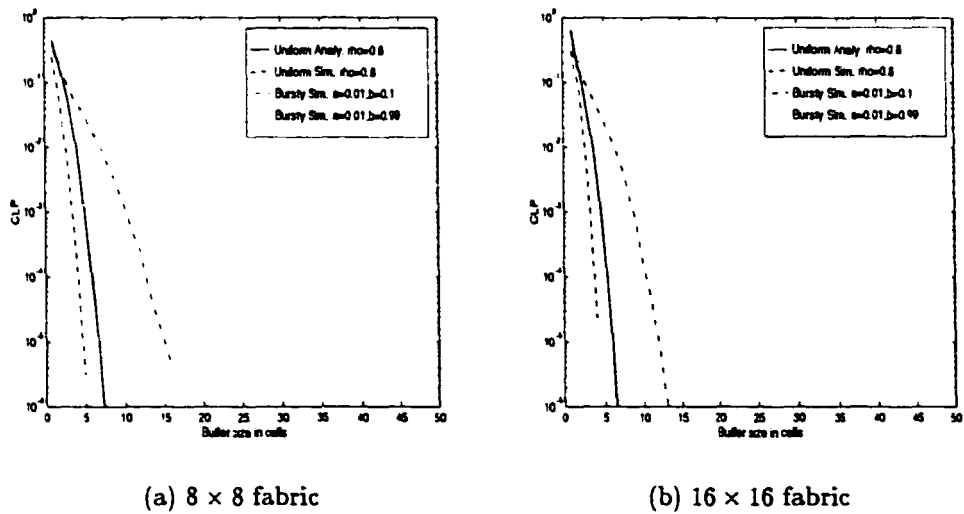 10^0
10^-1
10^-2
10^-3
10^-4
10^-5
10^-6
CLP
0 5 10 15 20 25 30 35 40 45 50
Buffer size in cells
Uniform Analy. rho=0.8
Uniform Sim. rho=0.8
Bursty Sim. a=0.01,b=0.1
Bursty Sim. a=0.01,b=0.99
(a) 8 × 8 fabric
10^0
10^-1
10^-2
10^-3
10^-4
10^-5
10^-6
CLP
0 5 10 15 20 25 30 35 40 45 50
Buffer size in cells
Uniform Analy. rho=0.8
Uniform Sim. rho=0.8
Bursty Sim. a=0.01,b=0.1
Bursty Sim. a=0.01,b=0.99
(b) 16 × 16 fabric